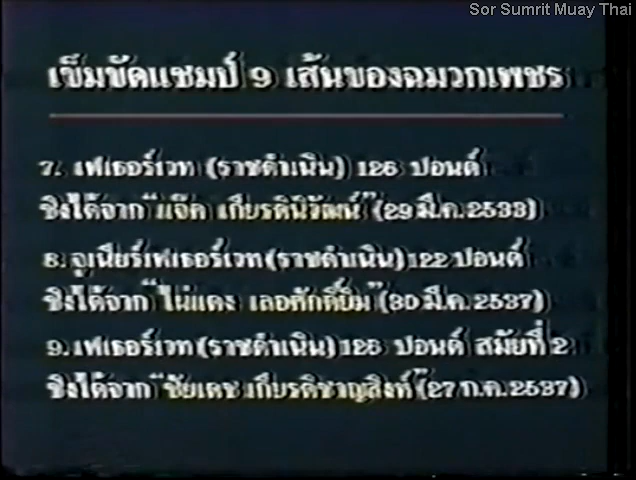 Sor Sumrit Muay Thai
เข็มขัดแชมป์ 9 เส้นของฉมวกเพชร
7. เฟเธอร์เวท (ราชดำเนิน) 126 ปอนด์
ชิงได้จาก "แจ๊ค เกียรตินิวัฒน์" (29 มี.ค.2533)
8. จูเนียร์เฟเธอร์เวท (ราชดำเนิน) 122 ปอนด์
ชิงได้จาก "ไผ่แดง เลอศักดิ์ยิม" (30 มี.ค.2537)
9. เฟเธอร์เวท (ราชดำเนิน) 126 ปอนด์ สมัยที่ 2
ชิงได้จาก "ชัยเดช เกียรติชาญสิงห์" (27 ก.ค.2537)